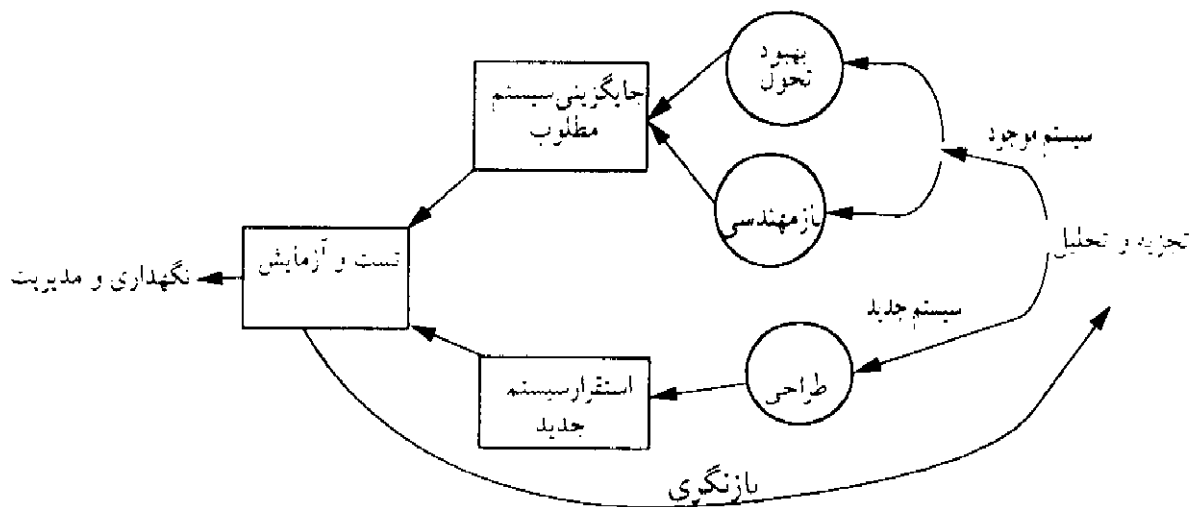 بهبود
تحول
جایگزینی سیستم
مطلوب
سیستم موجود
بازمهندسی
تجزیه و تحلیل
تست و آزمایش
نگهداری و مدیریت
سیستم جدید
طراحی
استقرار سیستم
جدید
بازنگری